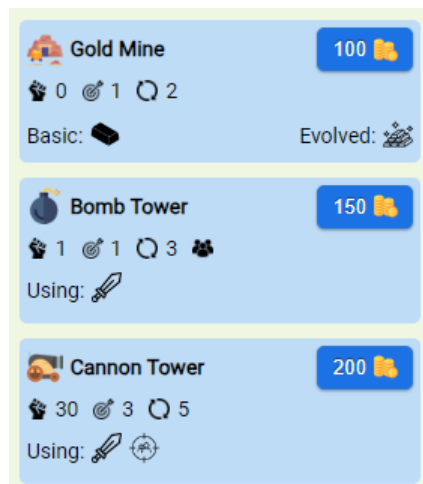 Gold Mine 100
0 1 2
Basic: Evolved:
Bomb Tower 150
1 1 3
Using:
Cannon Tower 200
30 3 5
Using: